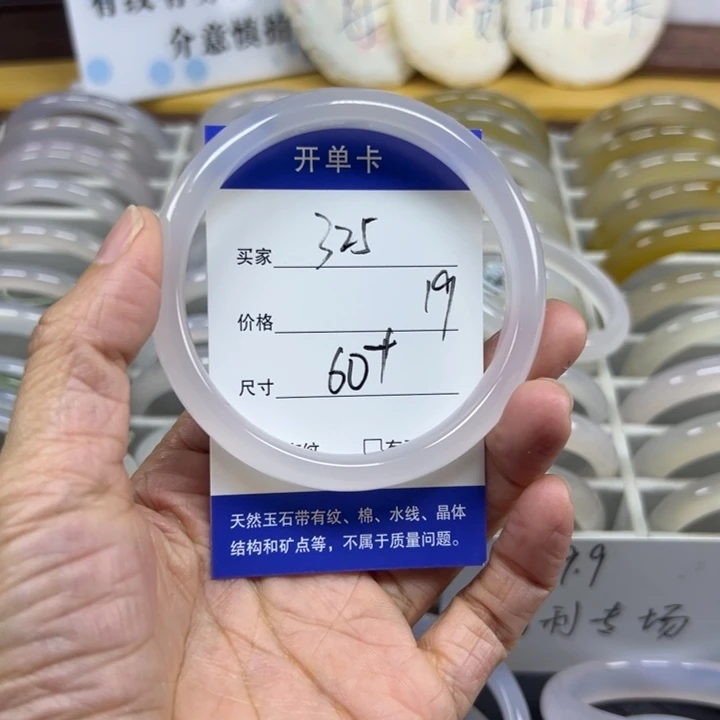 介意慎拍
开单卡
买家 325
价格 19
尺寸 60+
天然玉石带有纹、棉、水线、晶体
结构和矿点等，不属于质量问题。
9.9
利专场